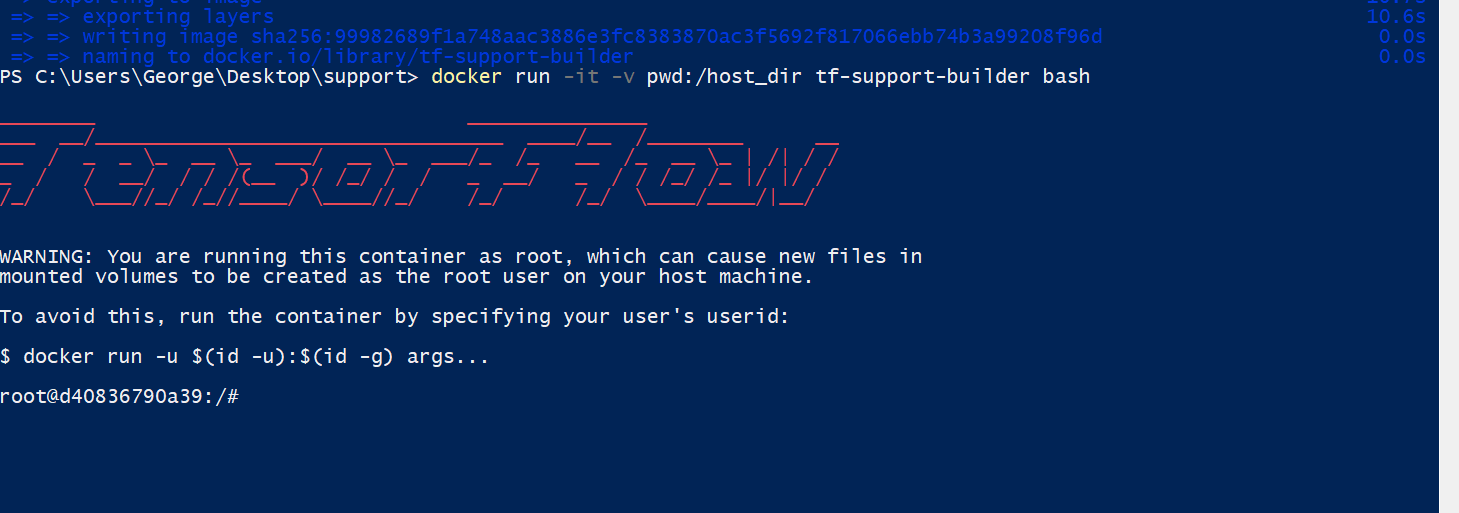 => => exporting layers 10.6s
=> => writing image sha256:99982689f1a748aac3886e3fc8383870ac3f5692f817066ebb74b3a99208f96d 0.0s
=> => naming to docker.io/library/tf-support-builder 0.0s
PS C:\Users\George\Desktop\support> docker run -it -v pwd:/host_dir tf-support-builder bash
TensorFlow
WARNING: You are running this container as root, which can cause new files in
mounted volumes to be created as the root user on your host machine.
To avoid this, run the container by specifying your user's userid:
$ docker run -u $(id -u):$(id -g) args...
root@d40836790a39:/#